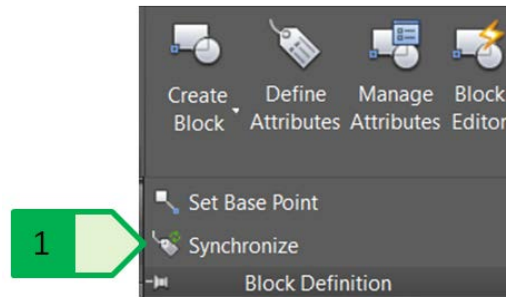 Create Block
Define Attributes
Manage Attributes
Block Editor
Set Base Point
1
Synchronize
Block Definition